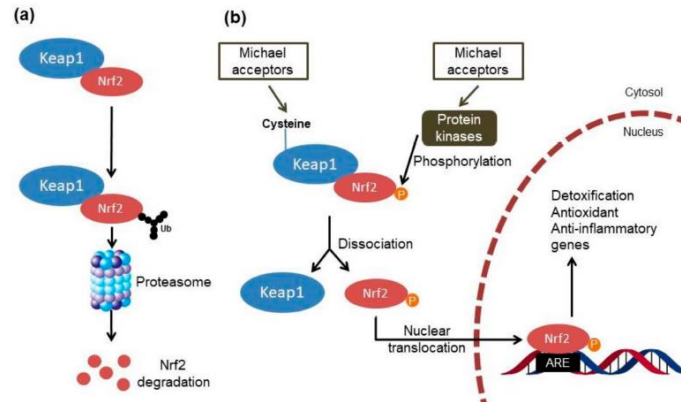 (a)
Keap1
Nrf2
Keap1
Nrf2
Ub
Proteasome
Nrf2
degradation
(b)
Michael
acceptors
Michael
acceptors
Cysteine
Protein
kinases
Phosphorylation
Keap1
Nrf2
P
Dissociation
Keap1
Nrf2
P
Nuclear
translocation
Cytosol
Nucleus
Detoxification
Antioxidant
Anti-inflammatory
genes
Nrf2
P
ARE